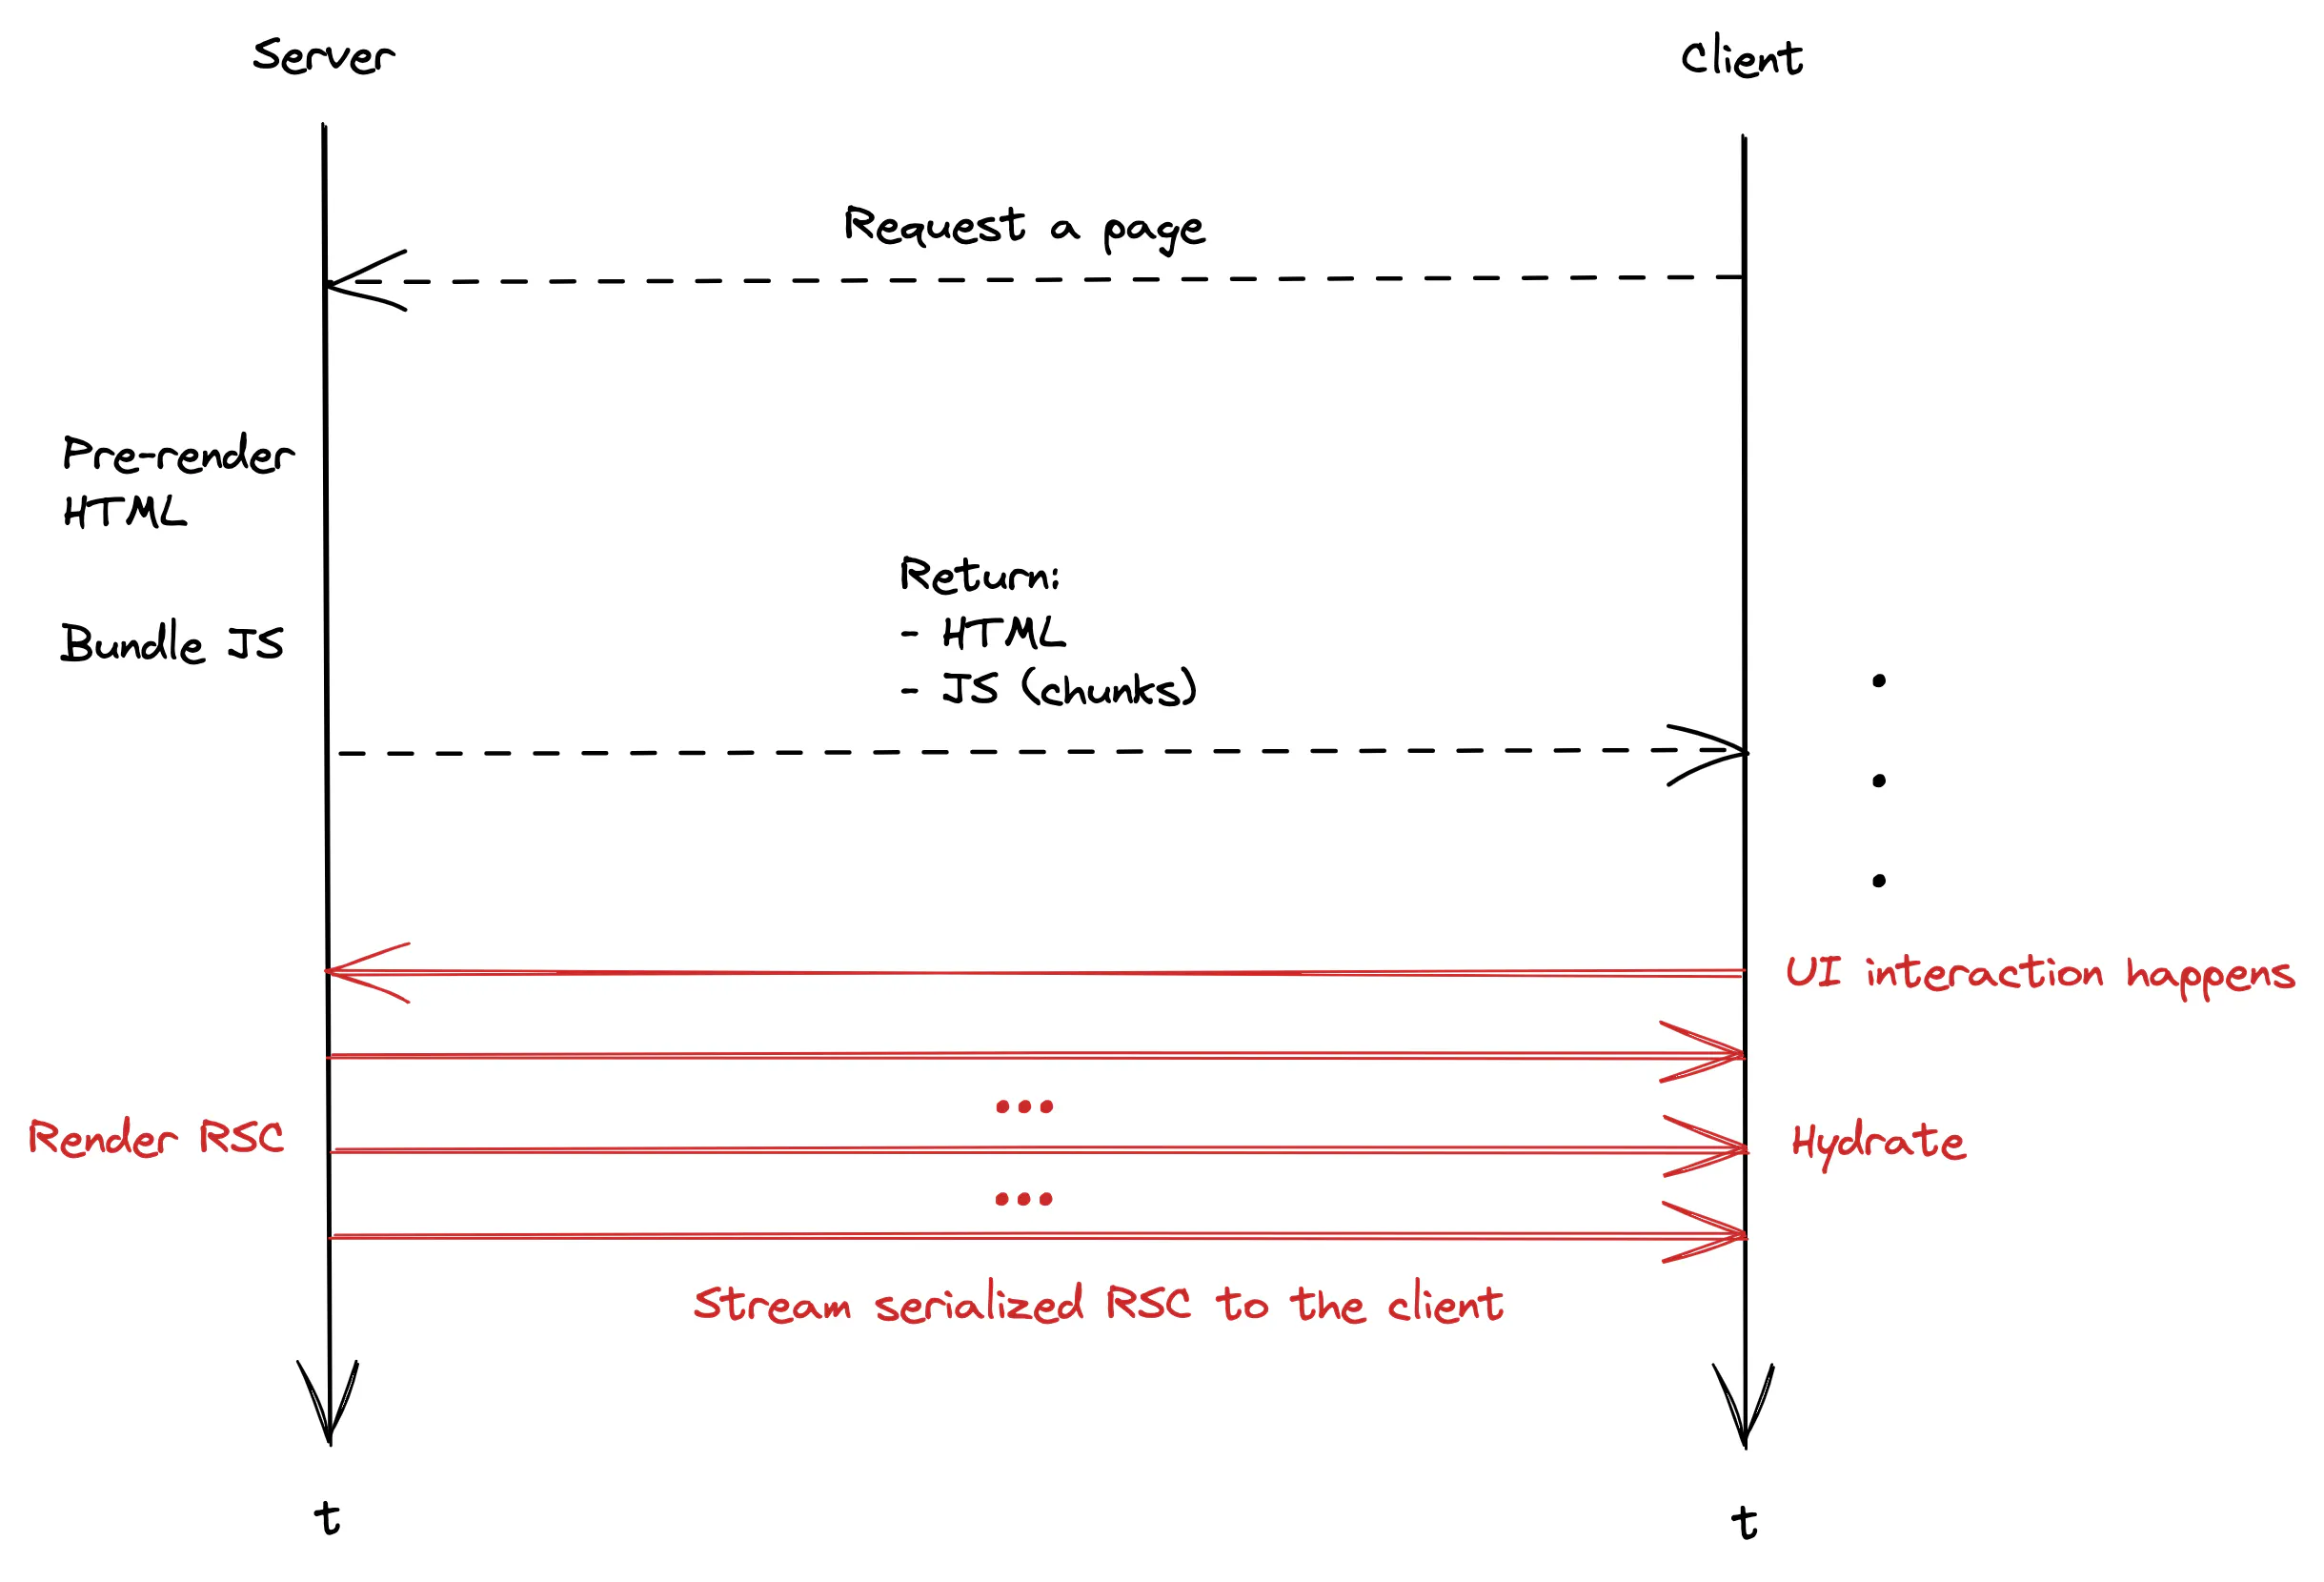 Server
Client
Request a page
Pre-render
HTML
Return:
- HTML
- JS (chunks)
Bundle JS
UI interaction happens
Render RSC
Hydrate
Stream serialized RSC to the client
t
t